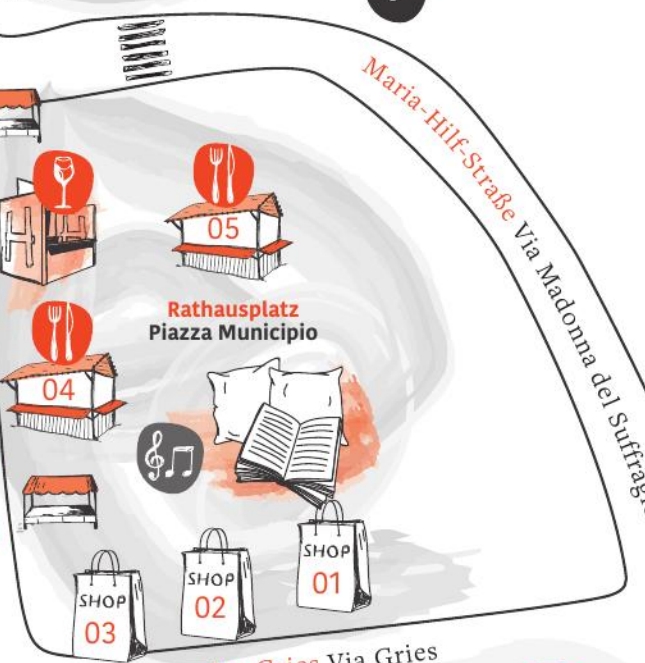 Maria-Hilf-Straße Via Madonna del
05
Rathausplatz
Piazza Municipio
04
SHOP
01
SHOP
02
SHOP
03
Gries Via Gries